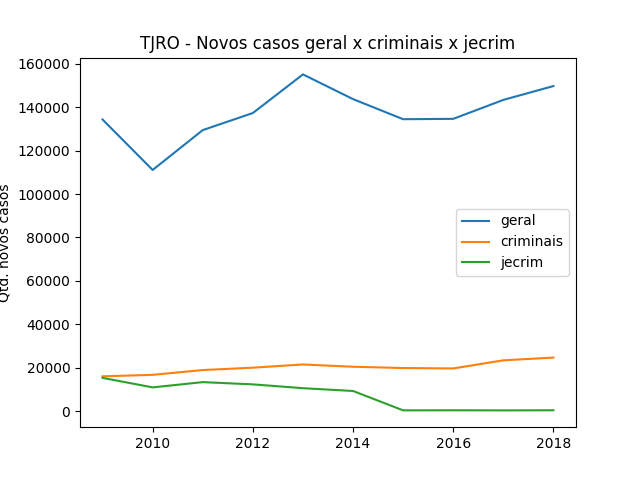 TJRO - Novos casos geral x criminais x jecrim
160000
140000
120000
100000
80000
60000
40000
20000
0
Qtd. novos casos
geral
criminais
jecrim
2010 2012 2014 2016 2018